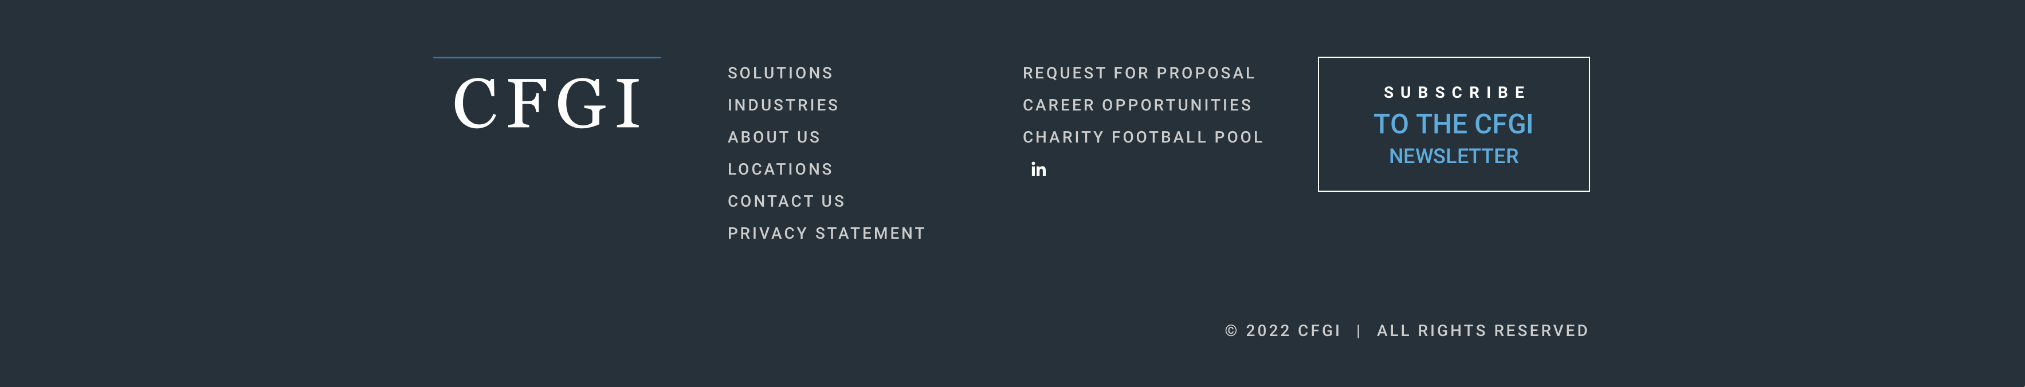 CFGI
SOLUTIONS
INDUSTRIES
ABOUT US
LOCATIONS
CONTACT US
PRIVACY STATEMENT
REQUEST FOR PROPOSAL
CAREER OPPORTUNITIES
CHARITY FOOTBALL POOL
in
SUBSCRIBE
TO THE CFGI
NEWSLETTER
© 2022 CFGI | ALL RIGHTS RESERVED